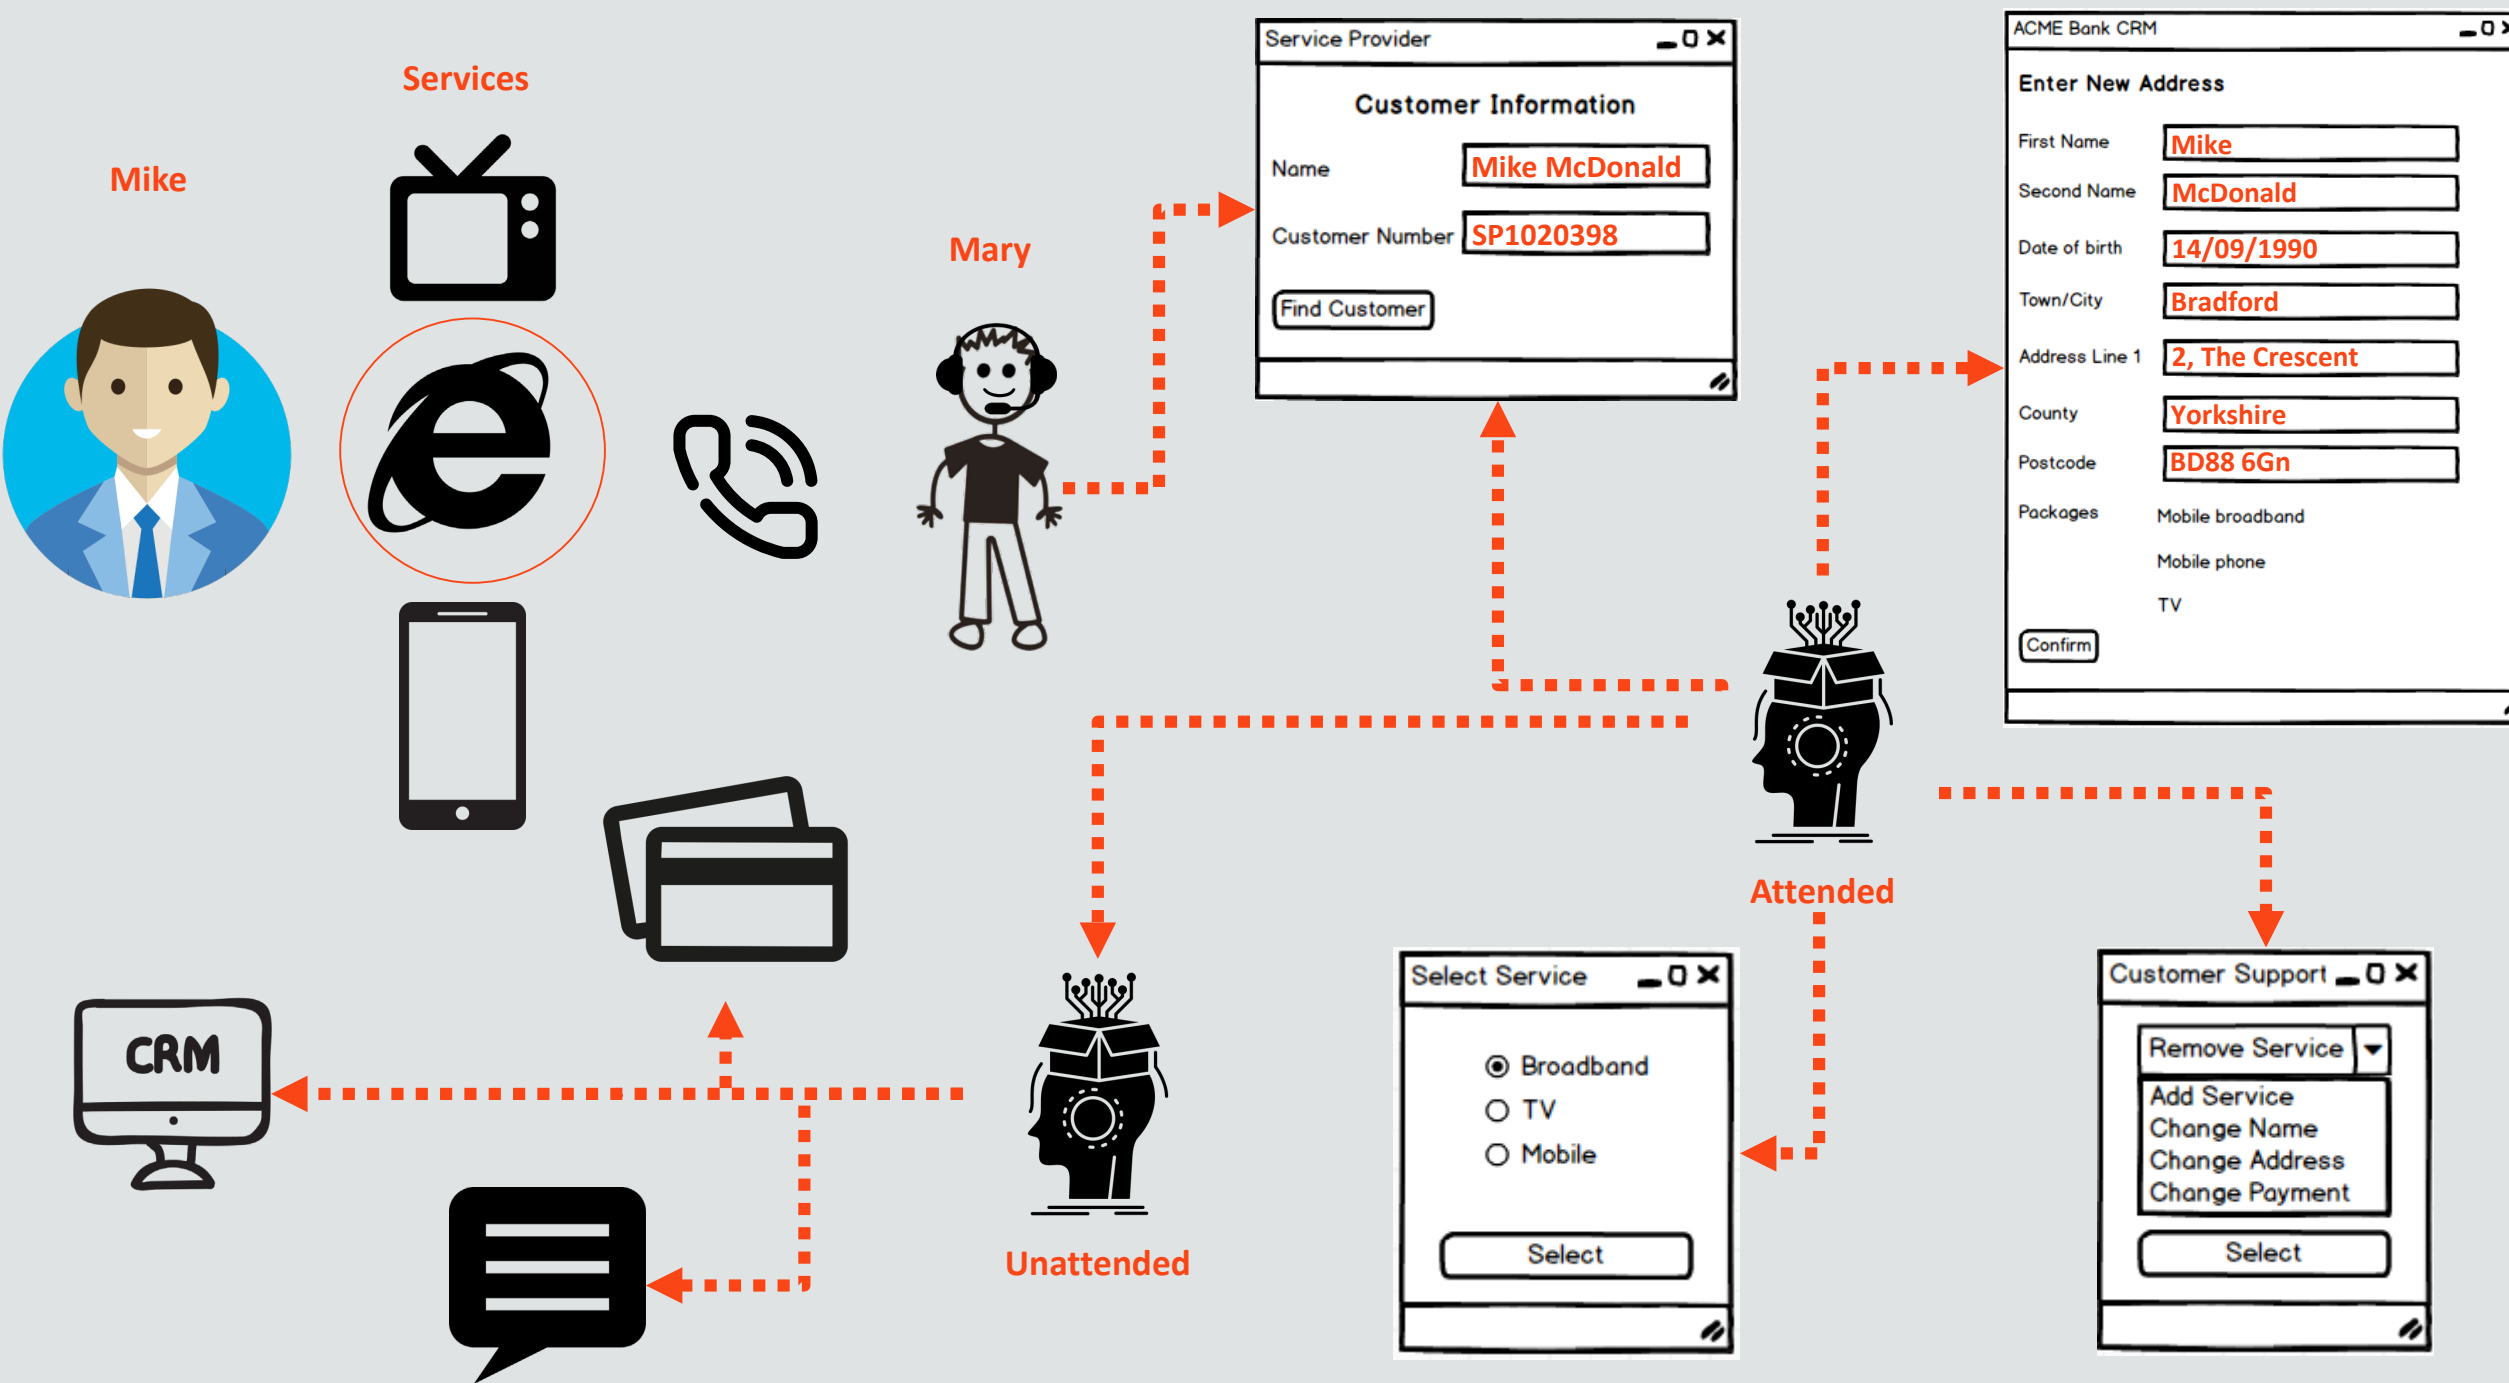 Services
Mike
Mary
Service Provider
Customer Information
Name Mike McDonald
Customer Number SP1020398
Find Customer
ACME Bank CRM
Enter New Address
First Name Mike
Second Name McDonald
Date of birth 14/09/1990
Town/City Bradford
Address Line 1 2, The Crescent
County Yorkshire
Postcode BD88 6Gn
Packages Mobile broadband
Mobile phone
TV
Confirm
Attended
CRM
Unattended
Select Service
Broadband
TV
Mobile
Select
Customer Support
Remove Service
Add Service
Change Name
Change Address
Change Payment
Select